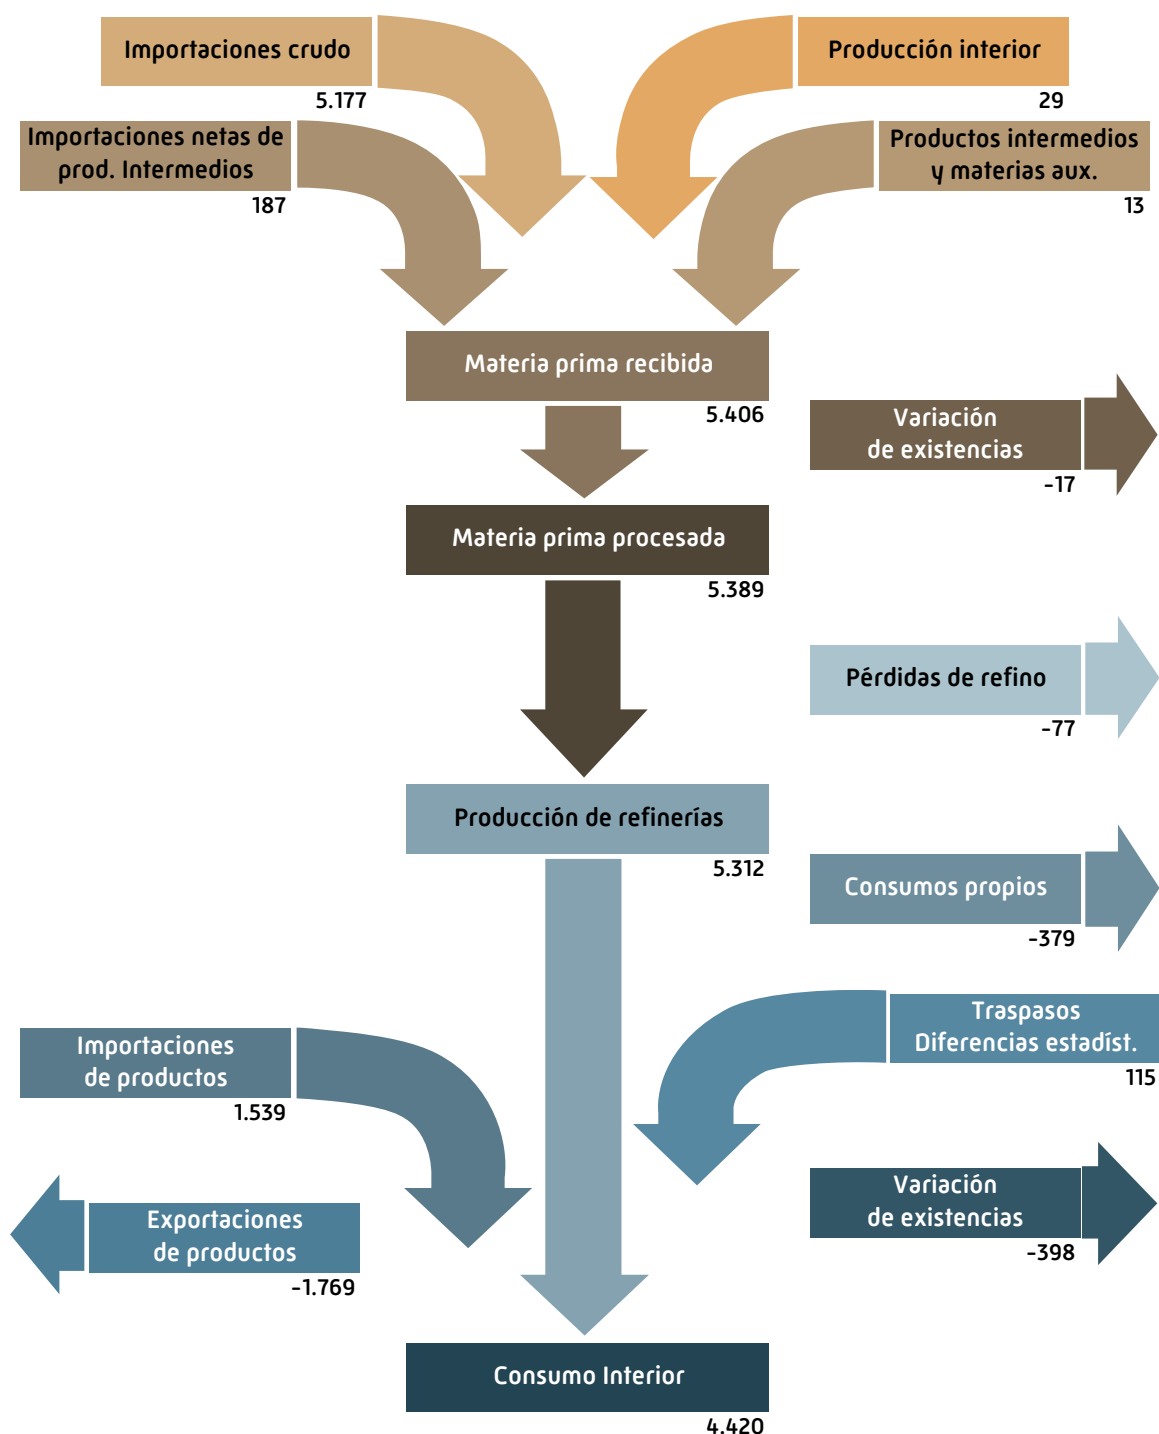 Importaciones crudo
5.177
Producción interior
29
Importaciones netas de
prod. Intermedios
187
Productos intermedios
y materias aux.
13
Materia prima recibida
5.406
Variación
de existencias
-17
Materia prima procesada
5.389
Pérdidas de refino
-77
Producción de refinerías
5.312
Consumos propios
-379
Traspasos
Diferencias estadíst.
115
Importaciones
de productos
1.539
Variación
de existencias
-398
Exportaciones
de productos
-1.769
Consumo Interior
4.420